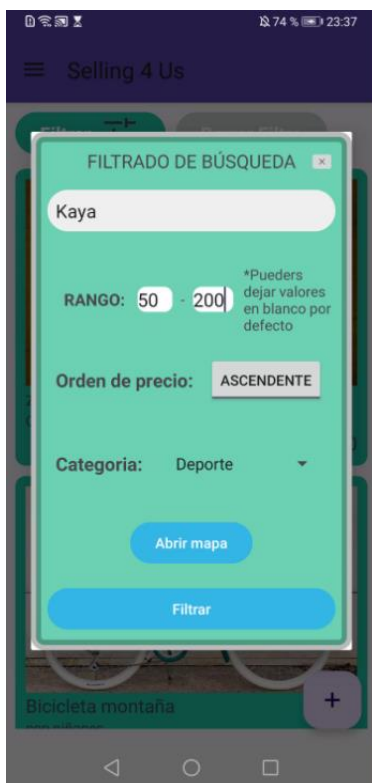 74 % 23:37
Selling 4 Us
Filtrar
FILTRADO DE BÚSQUEDA
Kaya
RANGO: 50 - 200
*Pueders
dejar valores
en blanco por
defecto
Orden de precio: ASCENDENTE
Categoria: Deporte
Abrir mapa
Filtrar
Bicicleta montaña
+